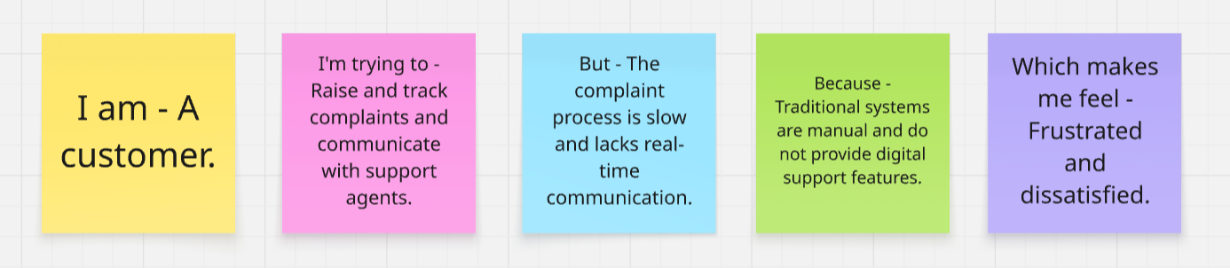 I am - A
customer.
I'm trying to -
Raise and track
complaints and
communicate
with support
agents.
But - The
complaint
process is slow
and lacks real-
time
communication.
Because -
Traditional systems
are manual and do
not provide digital
support features.
Which makes
me feel -
Frustrated
and
dissatisfied.